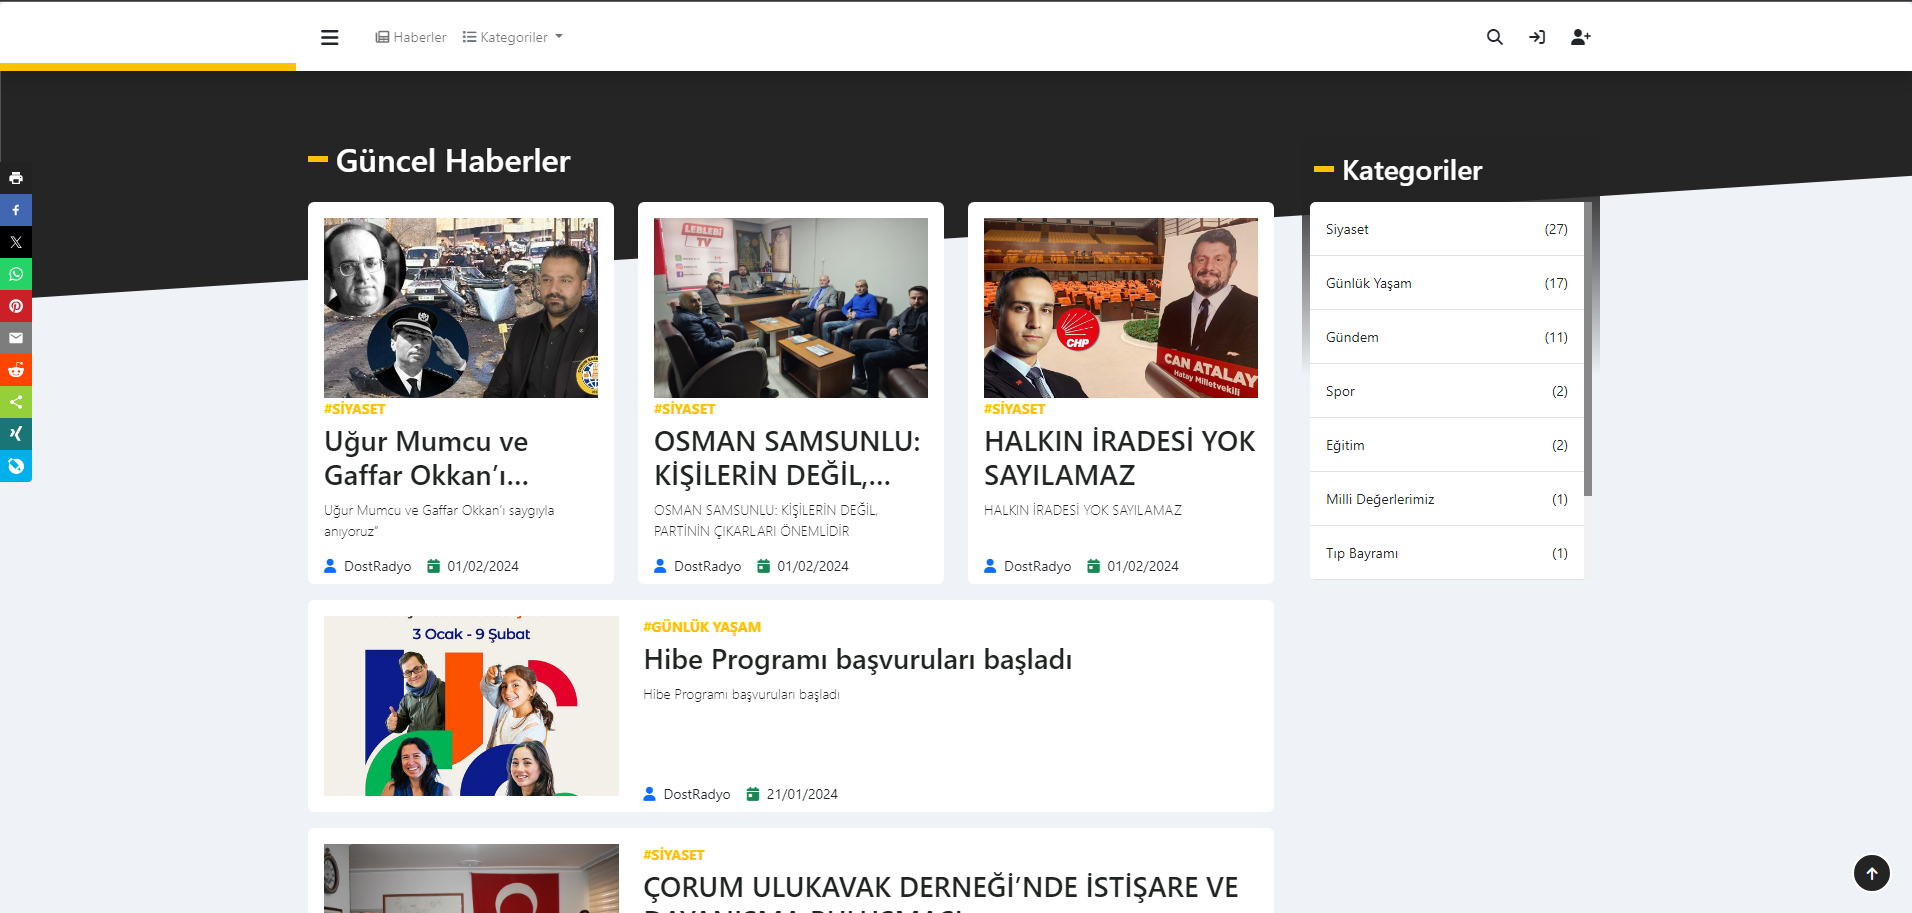 Haberler
Kategoriler
Güncel Haberler
LEBLEBİ
TV
CHP
CAN ATALAY
Hatay Milletvekili
#SİYASET
Uğur Mumcu ve
Gaffar Okkan’ı...
Uğur Mumcu ve Gaffar Okkan’ı saygıyla
anıyoruz”
DostRadyo
01/02/2024
#SİYASET
OSMAN SAMSUNLU:
KİŞİLERİN DEĞİL,...
OSMAN SAMSUNLU: KİŞİLERİN DEĞİL,
PARTİNİN ÇIKARLARI ÖNEMLİDİR
DostRadyo
01/02/2024
#SİYASET
HALKIN İRADESİ YOK
SAYILAMAZ
HALKIN İRADESİ YOK SAYILAMAZ
DostRadyo
01/02/2024
3 Ocak - 9 Şubat
#GÜNLÜK YAŞAM
Hibe Programı başvuruları başladı
Hibe Programı başvuruları başladı
DostRadyo
21/01/2024
#SİYASET
ÇORUM ULUKAVAK DERNEĞİ’NDE İSTİŞARE VE
DAYANIŞMA BULUŞMASI
Kategoriler
Siyaset (27)
Günlük Yaşam (17)
Gündem (11)
Spor (2)
Eğitim (2)
Milli Değerlerimiz (1)
Tıp Bayramı (1)